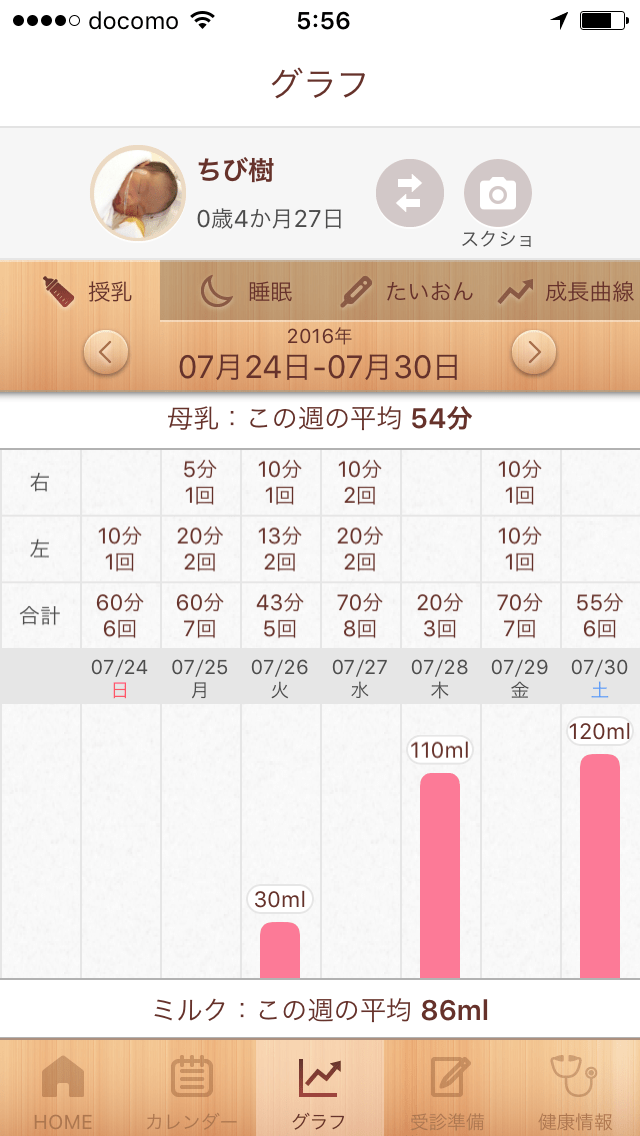 docomo 5:56
グラフ
ちび樹
0歳4か月27日
スクショ
授乳 睡眠 たいおん 成長曲線
2016年
07月24日-07月30日
母乳：この週の平均 54分
右 5分 10分 10分 10分
1回 1回 2回 1回
左 10分 20分 13分 20分 10分
1回 2回 2回 2回 1回
合計 60分 60分 43分 70分 20分 70分 55分
6回 7回 5回 8回 3回 7回 6回
07/24 07/25 07/26 07/27 07/28 07/29 07/30
日 月 火 水 木 金 土
120ml
110ml
30ml
ミルク：この週の平均 86ml
HOME カレンダー グラフ 受診準備 健康情報